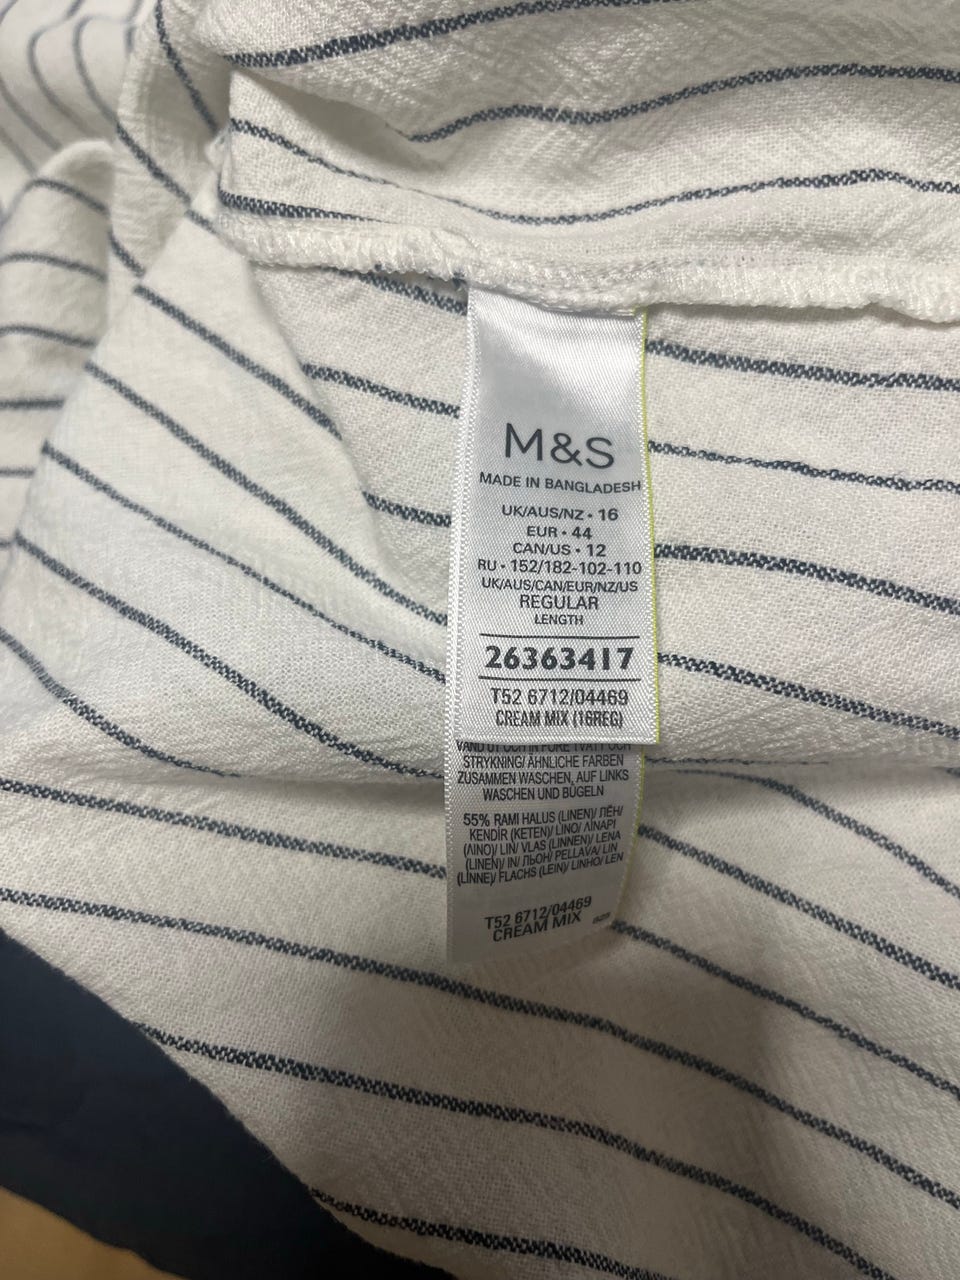 M&S
MADE IN BANGLADESH
UK/AUS/NZ • 16
EUR • 44
CAN/US • 12
RU • 152/182-102-110
UK/AUS/CAN/EUR/NZ/US
REGULAR
LENGTH
26363417
T52 6712/04469
CREAM MIX (16REG)
VÄND UT OCH IN FÖRE TVÄTT OCH
STRYKNING/ ÄHNLICHE FARBEN
ZUSAMMEN WASCHEN, AUF LINKS
WASCHEN UND BÜGELN
55% RAMI HALUS (LINEN)/ ЛЁН/
KENDİR (KETEN)/ LINO/ ΛΙΝΑΡΙ
(ΛΙΝΟ)/ LIN/ VLAS (LINNEN)/ LENA
(LINEN)/ IN/ ЛЬОН/ PELLAVA/ LIN
(LINNE)/ FLACHS (LEIN)/ LINHO/ LEN
T52 6712/04469
CREAM MIX